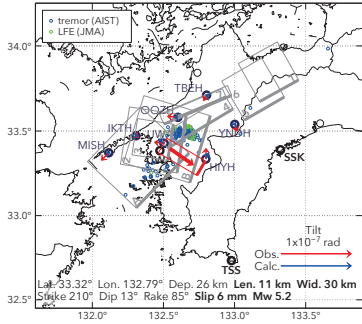 34.0°
tremor (AIST)
LFE (JMA)
TBEH
OOZH
IKTH
UWA
YNDH
33.5°
MISH
HIYH
SSK
33.0°
Tilt
1x10⁻⁷ rad
Obs.
Calc.
TSS
Lat. 33.32° Lon. 132.79° Dep. 26 km Len. 11 km Wid. 30 km
Strike 210° Dip 13° Rake 85° Slip 6 mm Mw 5.2
32.5°
132.0° 132.5° 133.0° 133.5°